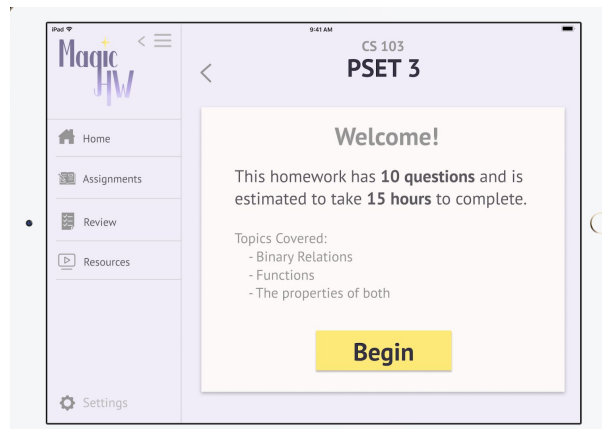 iPad
9:41 AM
Magic
HW
<
Home
Assignments
Review
Resources
Settings
CS 103
PSET 3
Welcome!
This homework has 10 questions and is
estimated to take 15 hours to complete.
Topics Covered:
- Binary Relations
- Functions
- The properties of both
Begin